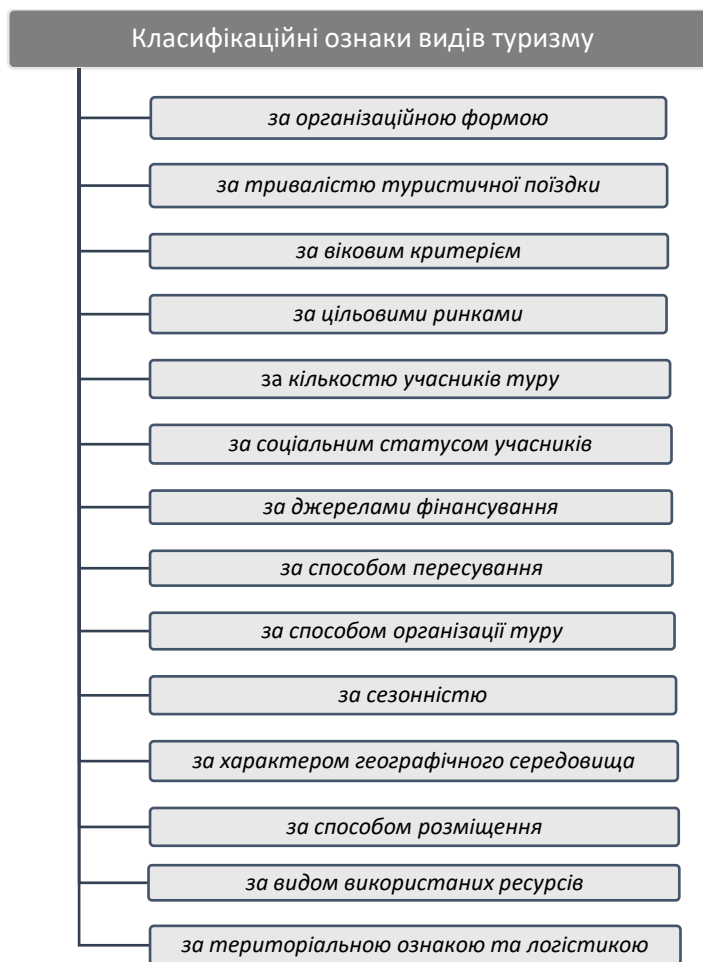 Класифікаційні ознаки видів туризму
за організаційною формою
за тривалістю туристичної поїздки
за віковим критерієм
за цільовими ринками
за кількостю учасників туру
за соціальним статусом учасників
за джерелами фінансування
за способом пересування
за способом організації туру
за сезонністю
за характером географічного середовища
за способом розміщення
за видом використаних ресурсів
за територіальною ознакою та логістикою